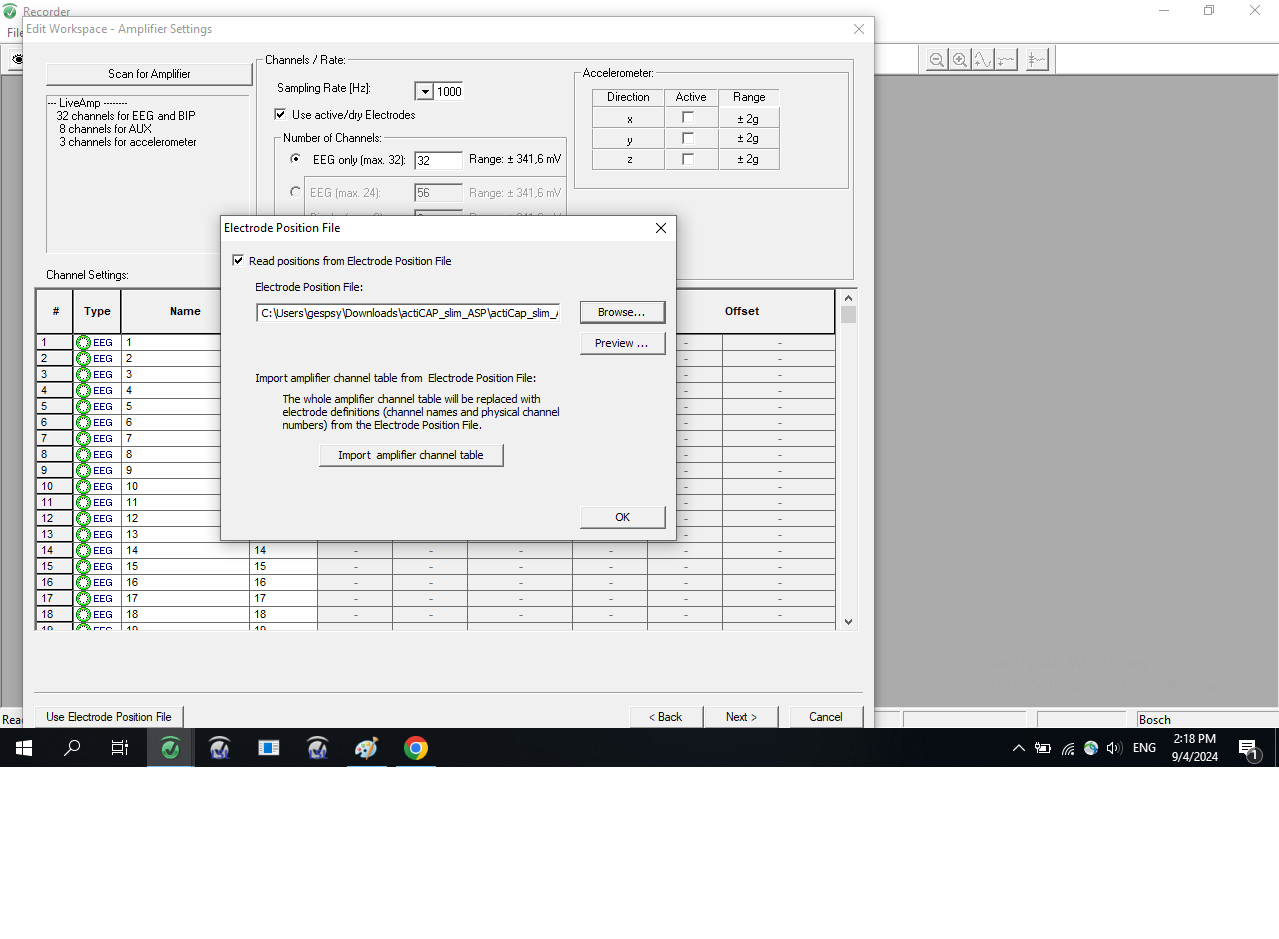 Recorder
File
Edit Workspace - Amplifier Settings
Scan for Amplifier
--- LiveAmp --------
32 channels for EEG and BIP
8 channels for AUX
3 channels for accelerometer
Channels / Rate:
Sampling Rate [Hz]:
1000
Use active/dry Electrodes
Number of Channels:
EEG only (max. 32):
32
Range: ± 341,6 mV
EEG (max. 24):
56
Range: ± 341,6 mV
Accelerometer:
Direction Active Range
x ± 2g
y ± 2g
z ± 2g
Channel Settings:
# Type Name Offset
Electrode Position File
Read positions from Electrode Position File
Electrode Position File:
C:\Users\gespsy\Downloads\actiCAP_slim_ASP\actiCap_slim_
Browse...
Preview ...
Import amplifier channel table from Electrode Position File:
The whole amplifier channel table will be replaced with
electrode definitions (channel names and physical channel
numbers) from the Electrode Position File.
Import amplifier channel table
OK
1 EEG 1 - -
2 EEG 2 - -
3 EEG 3 - -
4 EEG 4 - -
5 EEG 5 - -
6 EEG 6 - -
7 EEG 7 - -
8 EEG 8 - -
9 EEG 9 - -
10 EEG 10 - -
11 EEG 11 - -
12 EEG 12 - -
13 EEG 13 - -
14 EEG 14 14 - - - - - -
15 EEG 15 15 - - - - - -
16 EEG 16 16 - - - - - -
17 EEG 17 17 - - - - - -
18 EEG 18 18 - - - - - -
19 EEG 19 19
Use Electrode Position File
< Back
Next >
Cancel
Rea
Bosch
ENG
2:18 PM
9/4/2024
1